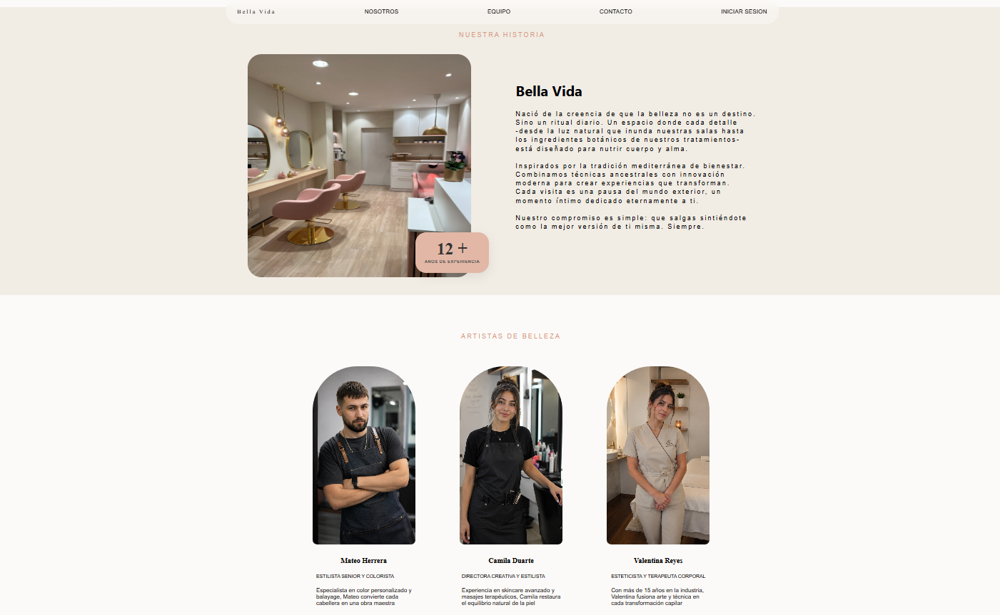 Bella Vida
NOSOTROS
EQUIPO
CONTACTO
INICIAR SESION
NUESTRA HISTORIA
Bella Vida
Nació de la creencia de que la belleza no es un destino.
Sino un ritual diario. Un espacio donde cada detalle
-desde la luz natural que inunda nuestras salas hasta
los ingredientes botánicos de nuestros tratamientos-
está diseñado para nutrir cuerpo y alma.
Inspirados por la tradición mediterránea de bienestar.
Combinamos técnicas ancestrales con innovación
moderna para crear experiencias que transforman.
Cada visita es una pausa del mundo exterior, un
momento íntimo dedicado eternamente a ti.
Nuestro compromiso es simple: que salgas sintiéndote
como la mejor versión de ti misma. Siempre.
12 +
AÑOS DE EXPERIENCIA
ARTISTAS DE BELLEZA
Mateo Herrera
ESTILISTA SENIOR Y COLORISTA
Especialista en color personalizado y
balayage, Mateo convierte cada
cabellera en una obra maestra
Camila Duarte
DIRECTORA CREATIVA Y ESTILISTA
Experiencia en skincare avanzado y
masajes terapéuticos, Camila restaura
el equilibrio natural de la piel
Valentina Reyes
ESTETICISTA Y TERAPEUTA CORPORAL
Con más de 15 años en la industria,
Valentina fusiona arte y técnica en
cada transformación capilar